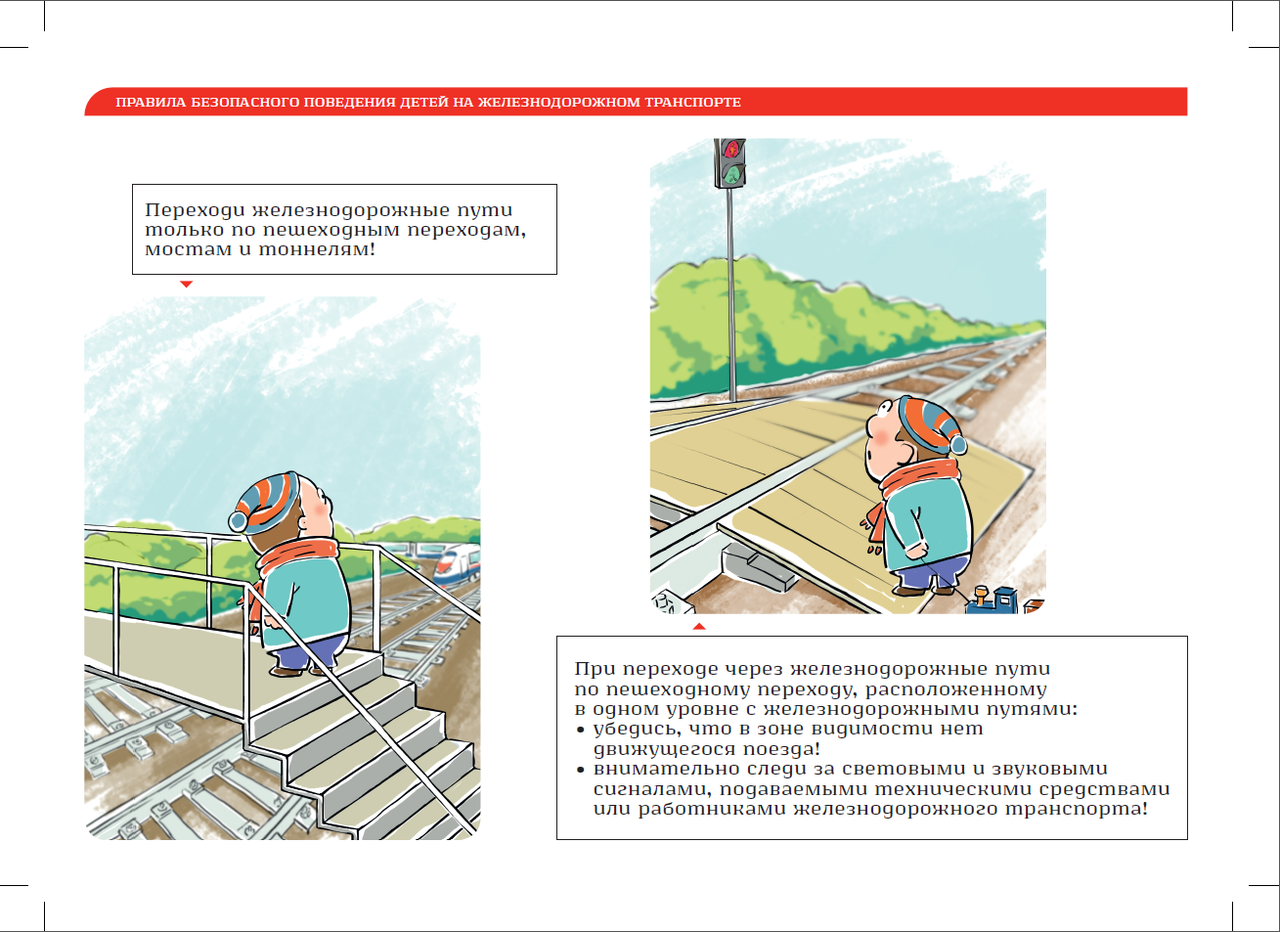 ПРАВИЛА БЕЗОПАСНОГО ПОВЕДЕНИЯ ДЕТЕЙ НА ЖЕЛЕЗНОДОРОЖНОМ ТРАНСПОРТЕ
Переходи железнодорожные пути
только по пешеходным переходам,
мостам и тоннелям!
При переходе через железнодорожные пути
по пешеходному переходу, расположенному
в одном уровне с железнодорожными путями:
• убедись, что в зоне видимости нет
движущегося поезда!
• внимательно следи за световыми и звуковыми
сигналами, подаваемыми техническими средствами
или работниками железнодорожного транспорта!